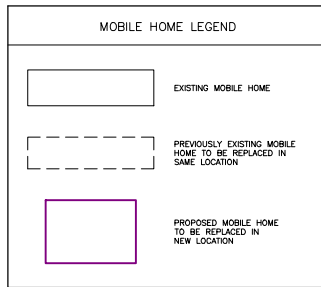 MOBILE HOME LEGEND
EXISTING MOBILE HOME
PREVIOUSLY EXISTING MOBILE
HOME TO BE REPLACED IN
SAME LOCATION
PROPOSED MOBILE HOME
TO BE REPLACED IN
NEW LOCATION